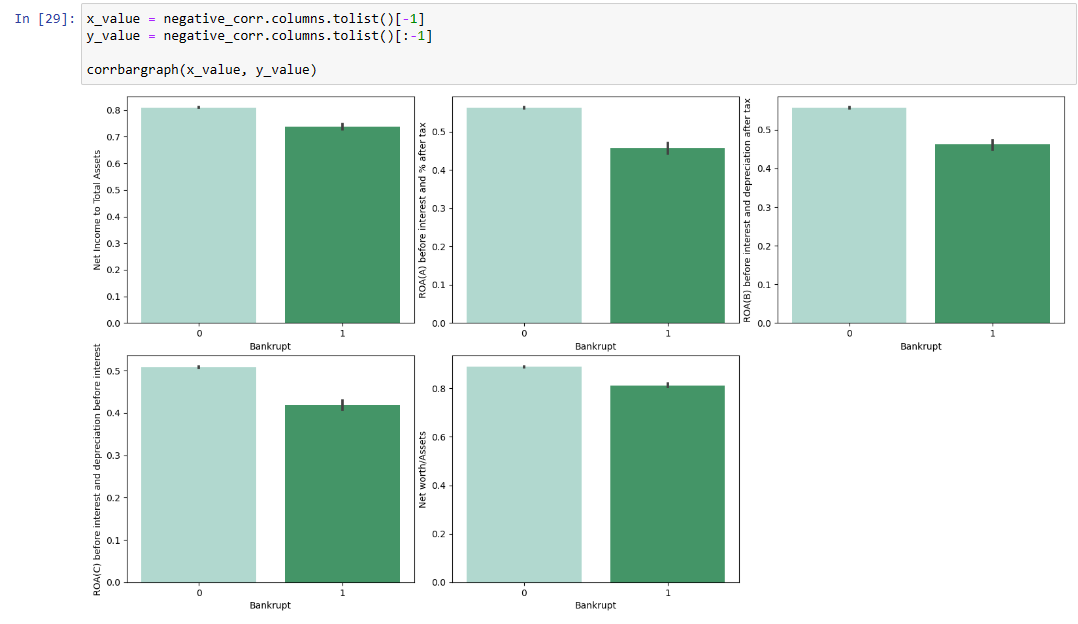 In [29]: x_value = negative_corr.columns.tolist()[-1]
y_value = negative_corr.columns.tolist()[:-1]
corrbargraph(x_value, y_value)
Net Income to Total Assets
0.8
0.7
0.6
0.5
0.4
0.3
0.2
0.1
0.0
0 1
Bankrupt
ROA(A) before interest and % after tax
0.5
0.4
0.3
0.2
0.1
0.0
0 1
Bankrupt
ROA(B) before interest and depreciation after tax
0.5
0.4
0.3
0.2
0.1
0.0
0 1
Bankrupt
ROA(C) before interest and depreciation before interest
0.5
0.4
0.3
0.2
0.1
0.0
0 1
Bankrupt
Net worth/Assets
0.8
0.6
0.4
0.2
0.0
0 1
Bankrupt